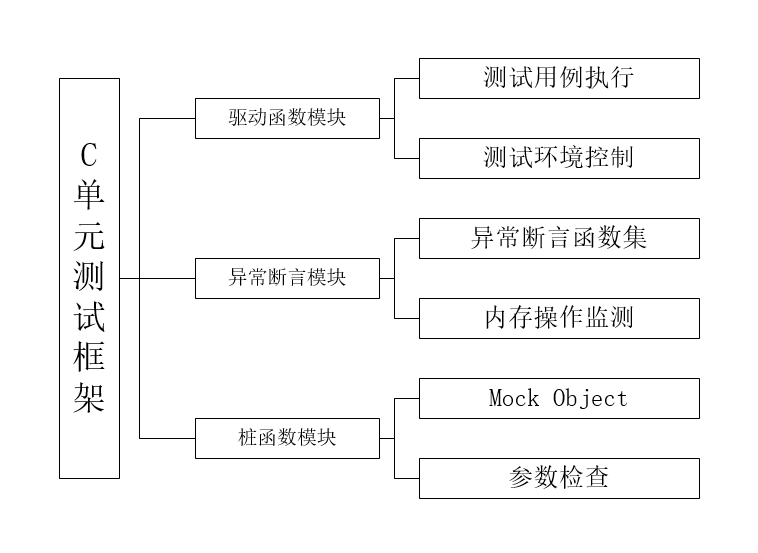 C单元测试框架
驱动函数模块
测试用例执行
测试环境控制
异常断言模块
异常断言函数集
内存操作监测
桩函数模块
Mock Object
参数检查